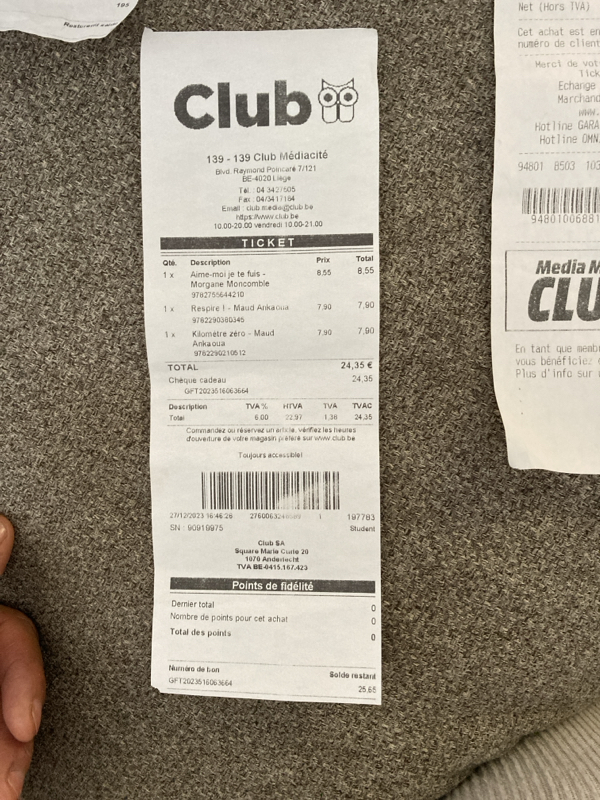 Club
139 - 139 Club Médiacité
Blvd. Raymond Poincaré 7/121
BE-4020 Liège
Tél : 04 3427505
Fax : 04/3417164
Email : club.media@club.be
https://www.club.be
10.00-20.00 vendredi 10.00-21.00
TICKET
Qté. Description Prix Total
1 x Aime-moi je te fuis - 8,55 8,55
Morgane Moncomble
9782755644210
1 x Respire ! - Maud Ankaoua 7,90 7,90
9782290380345
1 x Kilomètre zéro - Maud 7,90 7,90
Ankaoua
9782290210512
TOTAL 24,35 €
Chèque cadeau 24,35
GFT2023516063664
Description TVA% HTVA TVA TVAC
Total 6.00 22,97 1,38 24,35
Commandez ou réservez un article, vérifiez les heures
d'ouverture de votre magasin préféré sur www.club.be
Toujours accessible!
27/12/2023 16:46:26 1 197783
SN : 90919975 Student
Club SA
Square Marie Curie 20
1070 Anderlecht
TVA BE-0415.167.423
Points de fidélité
Dernier total 0
Nombre de points pour cet achat 0
Total des points 0
Numéro de bon Solde restant
GFT2023516063664 25,65
Net (Hors TVA)
Cet achat est en
numéro de client
Merci de vot
Tick
Echange
Marchand
www.
Hotline GARA
Hotline OMN
94801 8503 103
9480100688
Media M
CLU
En tant que memb
vous bénéficiez
Plus d'info sur